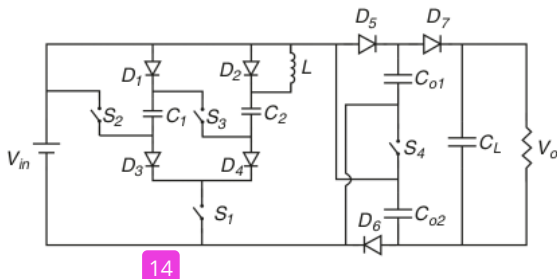 D5 D7
D1 D2 L
S2 C1 S3 C2 Co1
Vin D3 D4 S4 CL Vo
S1 D6 Co2
14